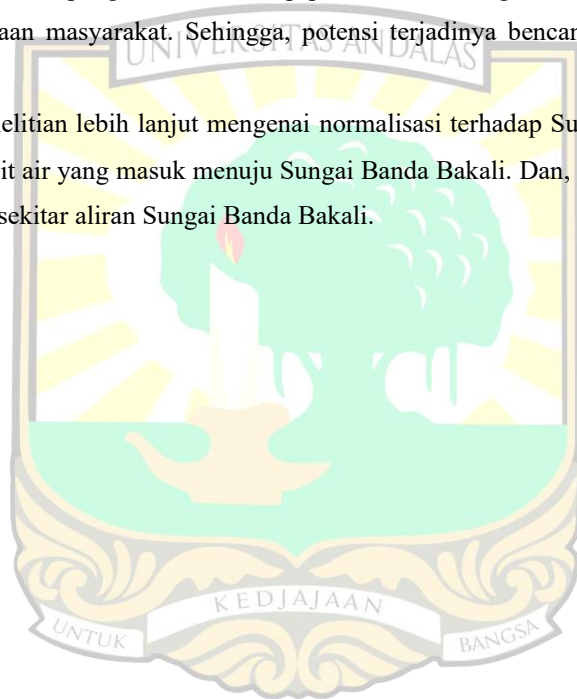 aan masyarakat. Sehingga, potensi terjadinya bencan
UNIVERSITAS ANDALAS
elitian lebih lanjut mengenai normalisasi terhadap Su
it air yang masuk menuju Sungai Banda Bakali. Dan,
sekitar aliran Sungai Banda Bakali.
KEDJAJAAN
UNTUK BANGSA